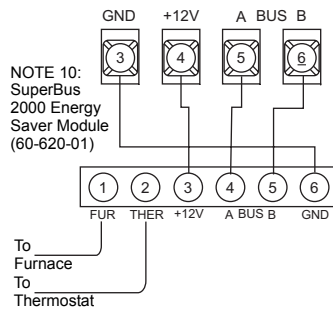 GND +12V A BUS B
3 4 5 6
NOTE 10:
SuperBus
2000 Energy
Saver Module
(60-620-01)
1 2 3 4 5 6
FUR THER +12V A BUS B GND
To
Furnace
To
Thermostat